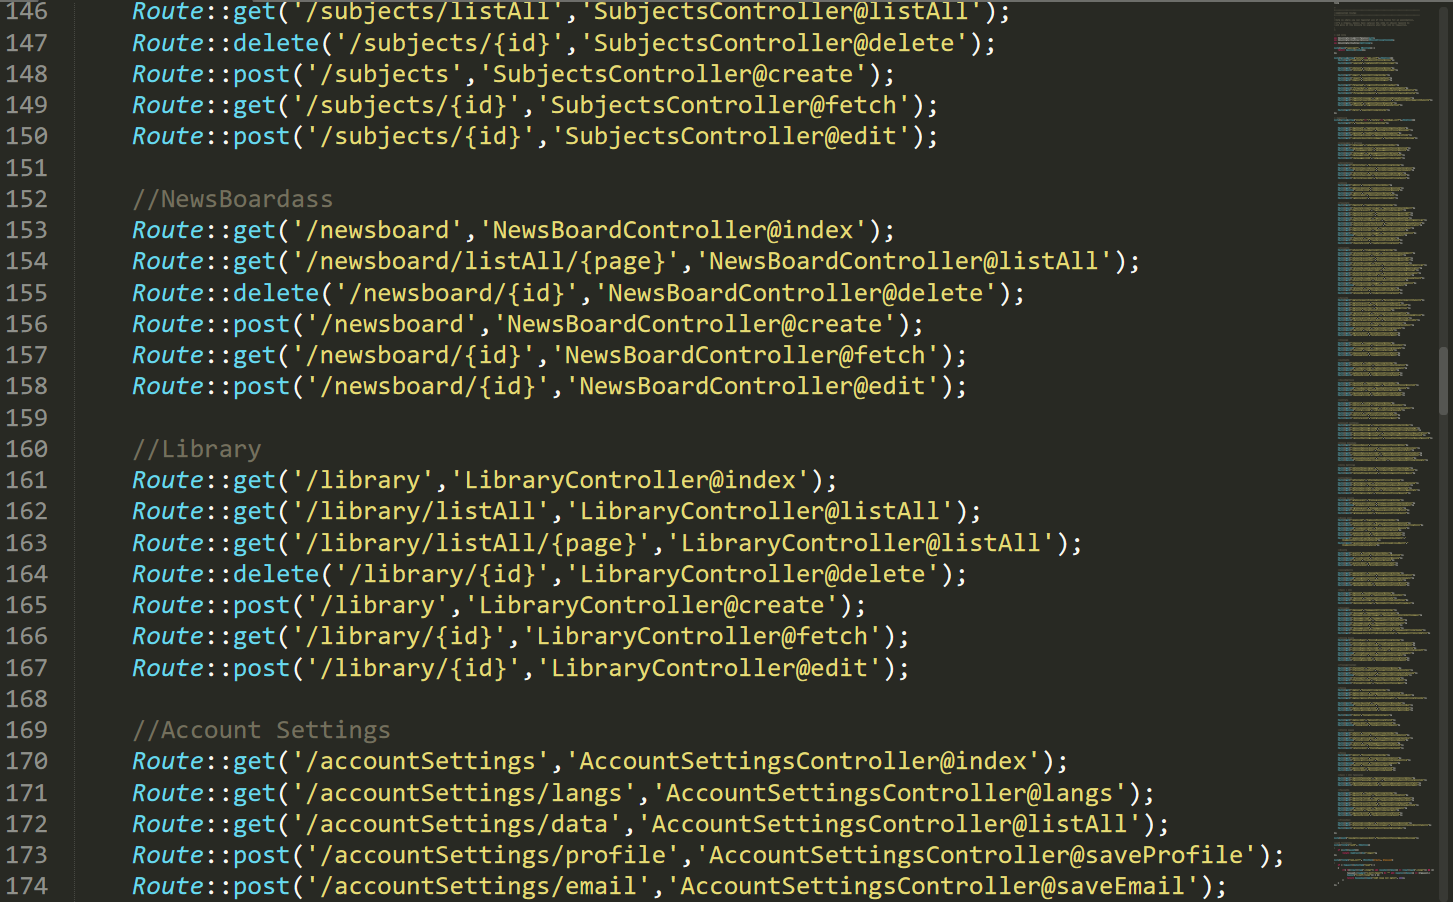 146 Route::get('/subjects/listAll','SubjectsController@listAll');
147 Route::delete('/subjects/{id}','SubjectsController@delete');
148 Route::post('/subjects','SubjectsController@create');
149 Route::get('/subjects/{id}','SubjectsController@fetch');
150 Route::post('/subjects/{id}','SubjectsController@edit');
151
152 //NewsBoardass
153 Route::get('/newsboard','NewsBoardController@index');
154 Route::get('/newsboard/listAll/{page}','NewsBoardController@listAll');
155 Route::delete('/newsboard/{id}','NewsBoardController@delete');
156 Route::post('/newsboard','NewsBoardController@create');
157 Route::get('/newsboard/{id}','NewsBoardController@fetch');
158 Route::post('/newsboard/{id}','NewsBoardController@edit');
159
160 //Library
161 Route::get('/library','LibraryController@index');
162 Route::get('/library/listAll','LibraryController@listAll');
163 Route::get('/library/listAll/{page}','LibraryController@listAll');
164 Route::delete('/library/{id}','LibraryController@delete');
165 Route::post('/library','LibraryController@create');
166 Route::get('/library/{id}','LibraryController@fetch');
167 Route::post('/library/{id}','LibraryController@edit');
168
169 //Account Settings
170 Route::get('/accountSettings','AccountSettingsController@index');
171 Route::get('/accountSettings/langs','AccountSettingsController@langs');
172 Route::get('/accountSettings/data','AccountSettingsController@listAll');
173 Route::post('/accountSettings/profile','AccountSettingsController@saveProfile');
174 Route::post('/accountSettings/email','AccountSettingsController@saveEmail');